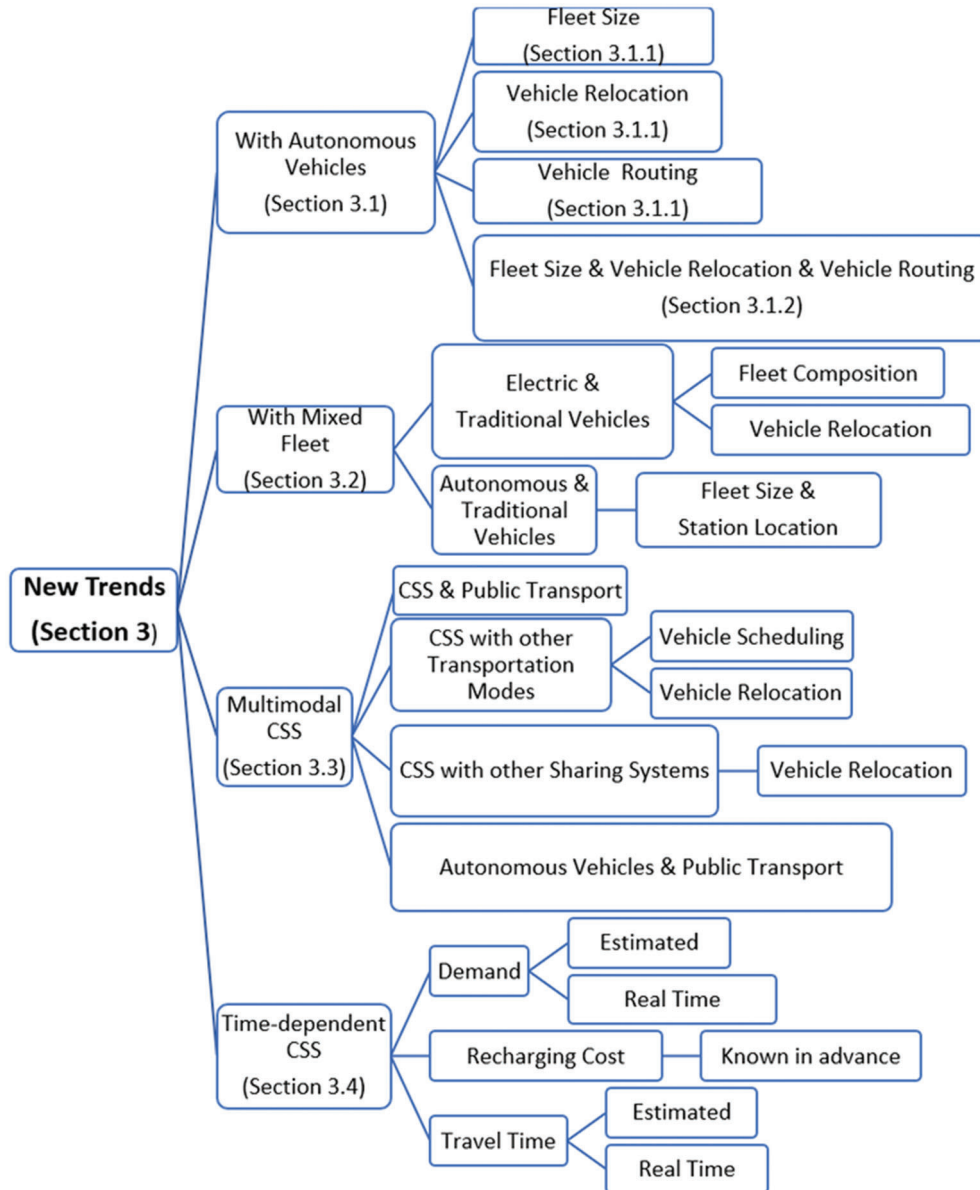 Fleet Size
(Section 3.1.1)
Vehicle Relocation
(Section 3.1.1)
With Autonomous
Vehicles
(Section 3.1)
Vehicle Routing
(Section 3.1.1)
Fleet Size & Vehicle Relocation & Vehicle Routing
(Section 3.1.2)
With Mixed
Fleet
(Section 3.2)
Electric &
Traditional Vehicles
Fleet Composition
Vehicle Relocation
Autonomous &
Traditional
Vehicles
Fleet Size &
Station Location
New Trends
(Section 3)
CSS & Public Transport
CSS with other
Transportation
Modes
Vehicle Scheduling
Vehicle Relocation
Multimodal
CSS
(Section 3.3)
CSS with other Sharing Systems
Vehicle Relocation
Autonomous Vehicles & Public Transport
Time-dependent
CSS
(Section 3.4)
Demand
Estimated
Real Time
Recharging Cost
Known in advance
Travel Time
Estimated
Real Time